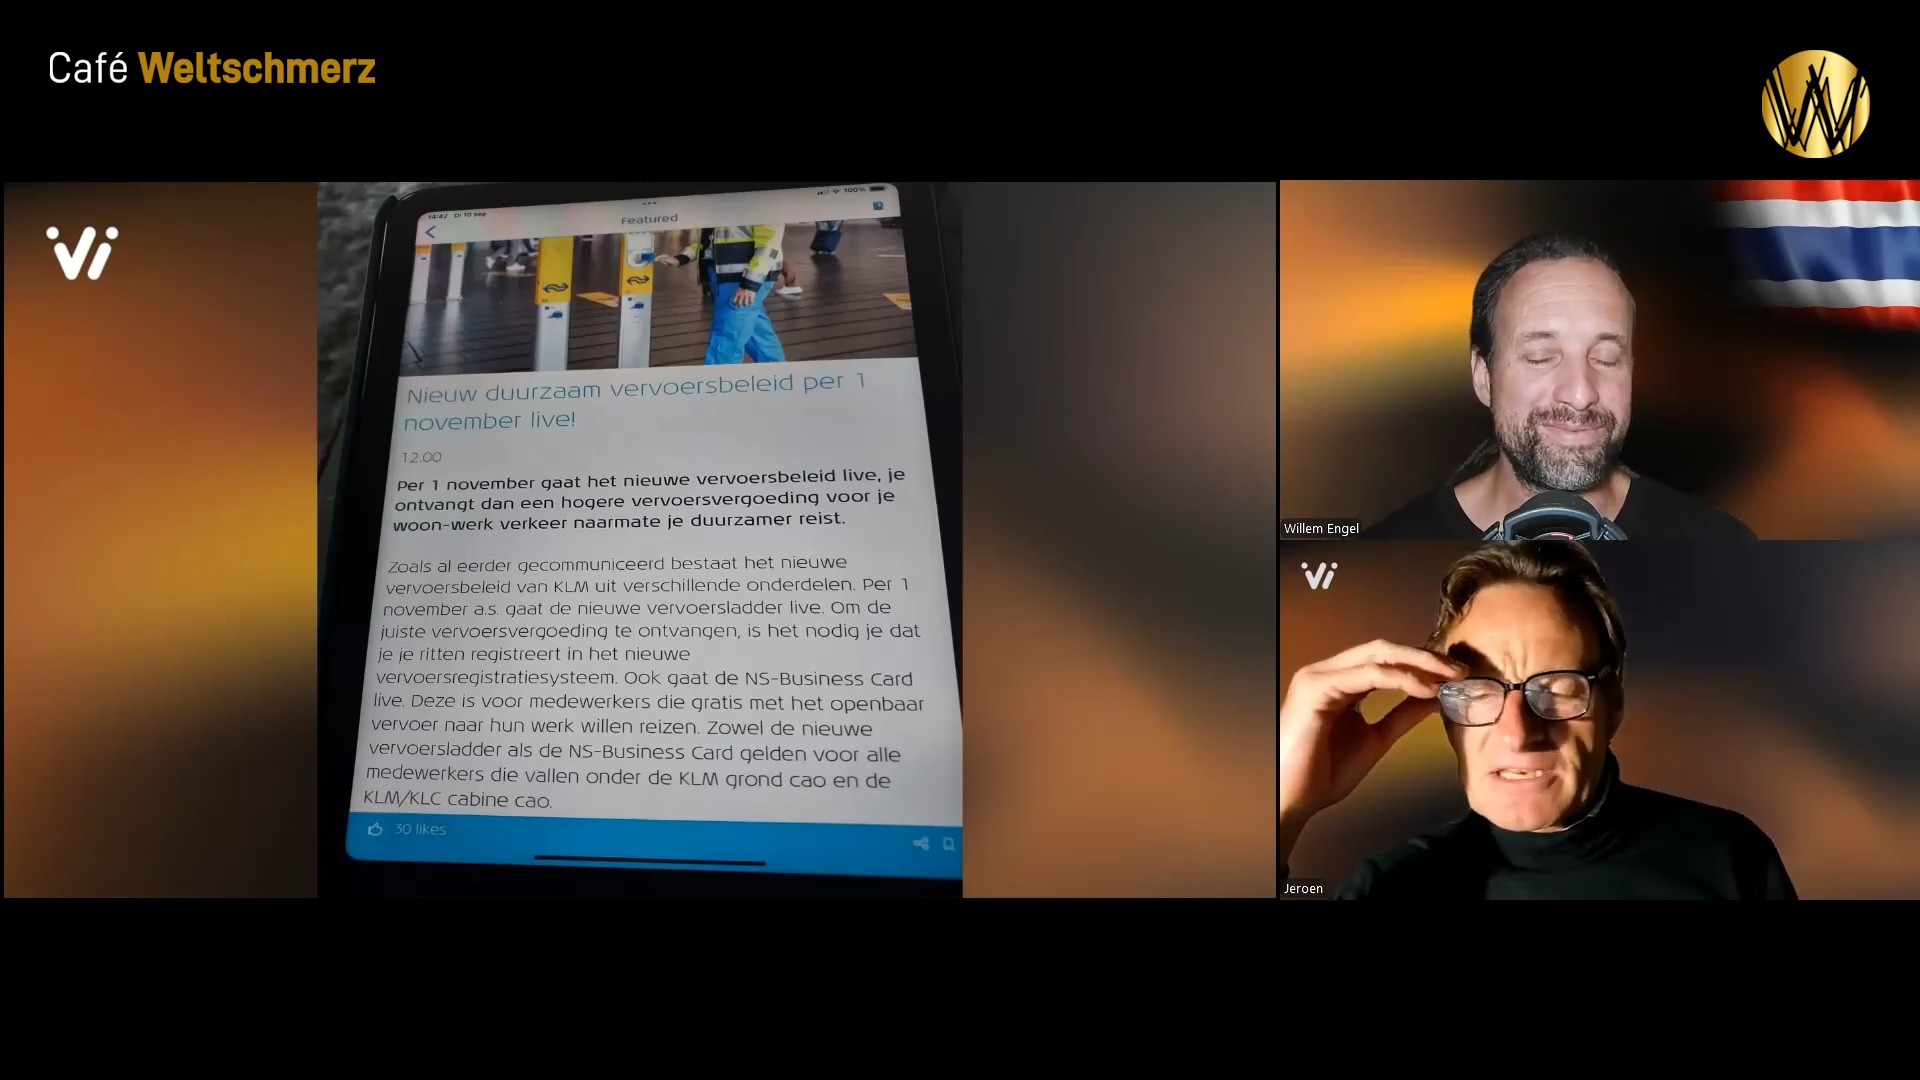 Café Weltschmerz
14:42 Di 10 sep
100%
Featured
Nieuw duurzaam vervoersbeleid per 1
november live!
12:00
Per 1 november gaat het nieuwe vervoersbeleid live, je
ontvangt dan een hogere vervoersvergoeding voor je
woon-werk verkeer naarmate je duurzamer reist.
Zoals al eerder gecommuniceerd bestaat het nieuwe
vervoersbeleid van KLM uit verschillende onderdelen. Per 1
november a.s. gaat de nieuwe vervoersladder live. Om de
juiste vervoersvergoeding te ontvangen, is het nodig je dat
je je ritten registreert in het nieuwe
vervoersregistratiesysteem. Ook gaat de NS-Business Card
live. Deze is voor medewerkers die gratis met het openbaar
vervoer naar hun werk willen reizen. Zowel de nieuwe
vervoersladder als de NS-Business Card gelden voor alle
medewerkers die vallen onder de KLM grond cao en de
KLM/KLC cabine cao.
30 likes
Willem Engel
Jeroen